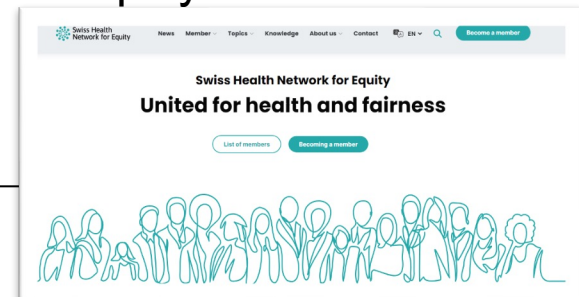 Swiss Health
Network for Equity
News Member Topics Knowledge About us Contact EN Become a member
Swiss Health Network for Equity
United for health and fairness
List of members Becoming a member